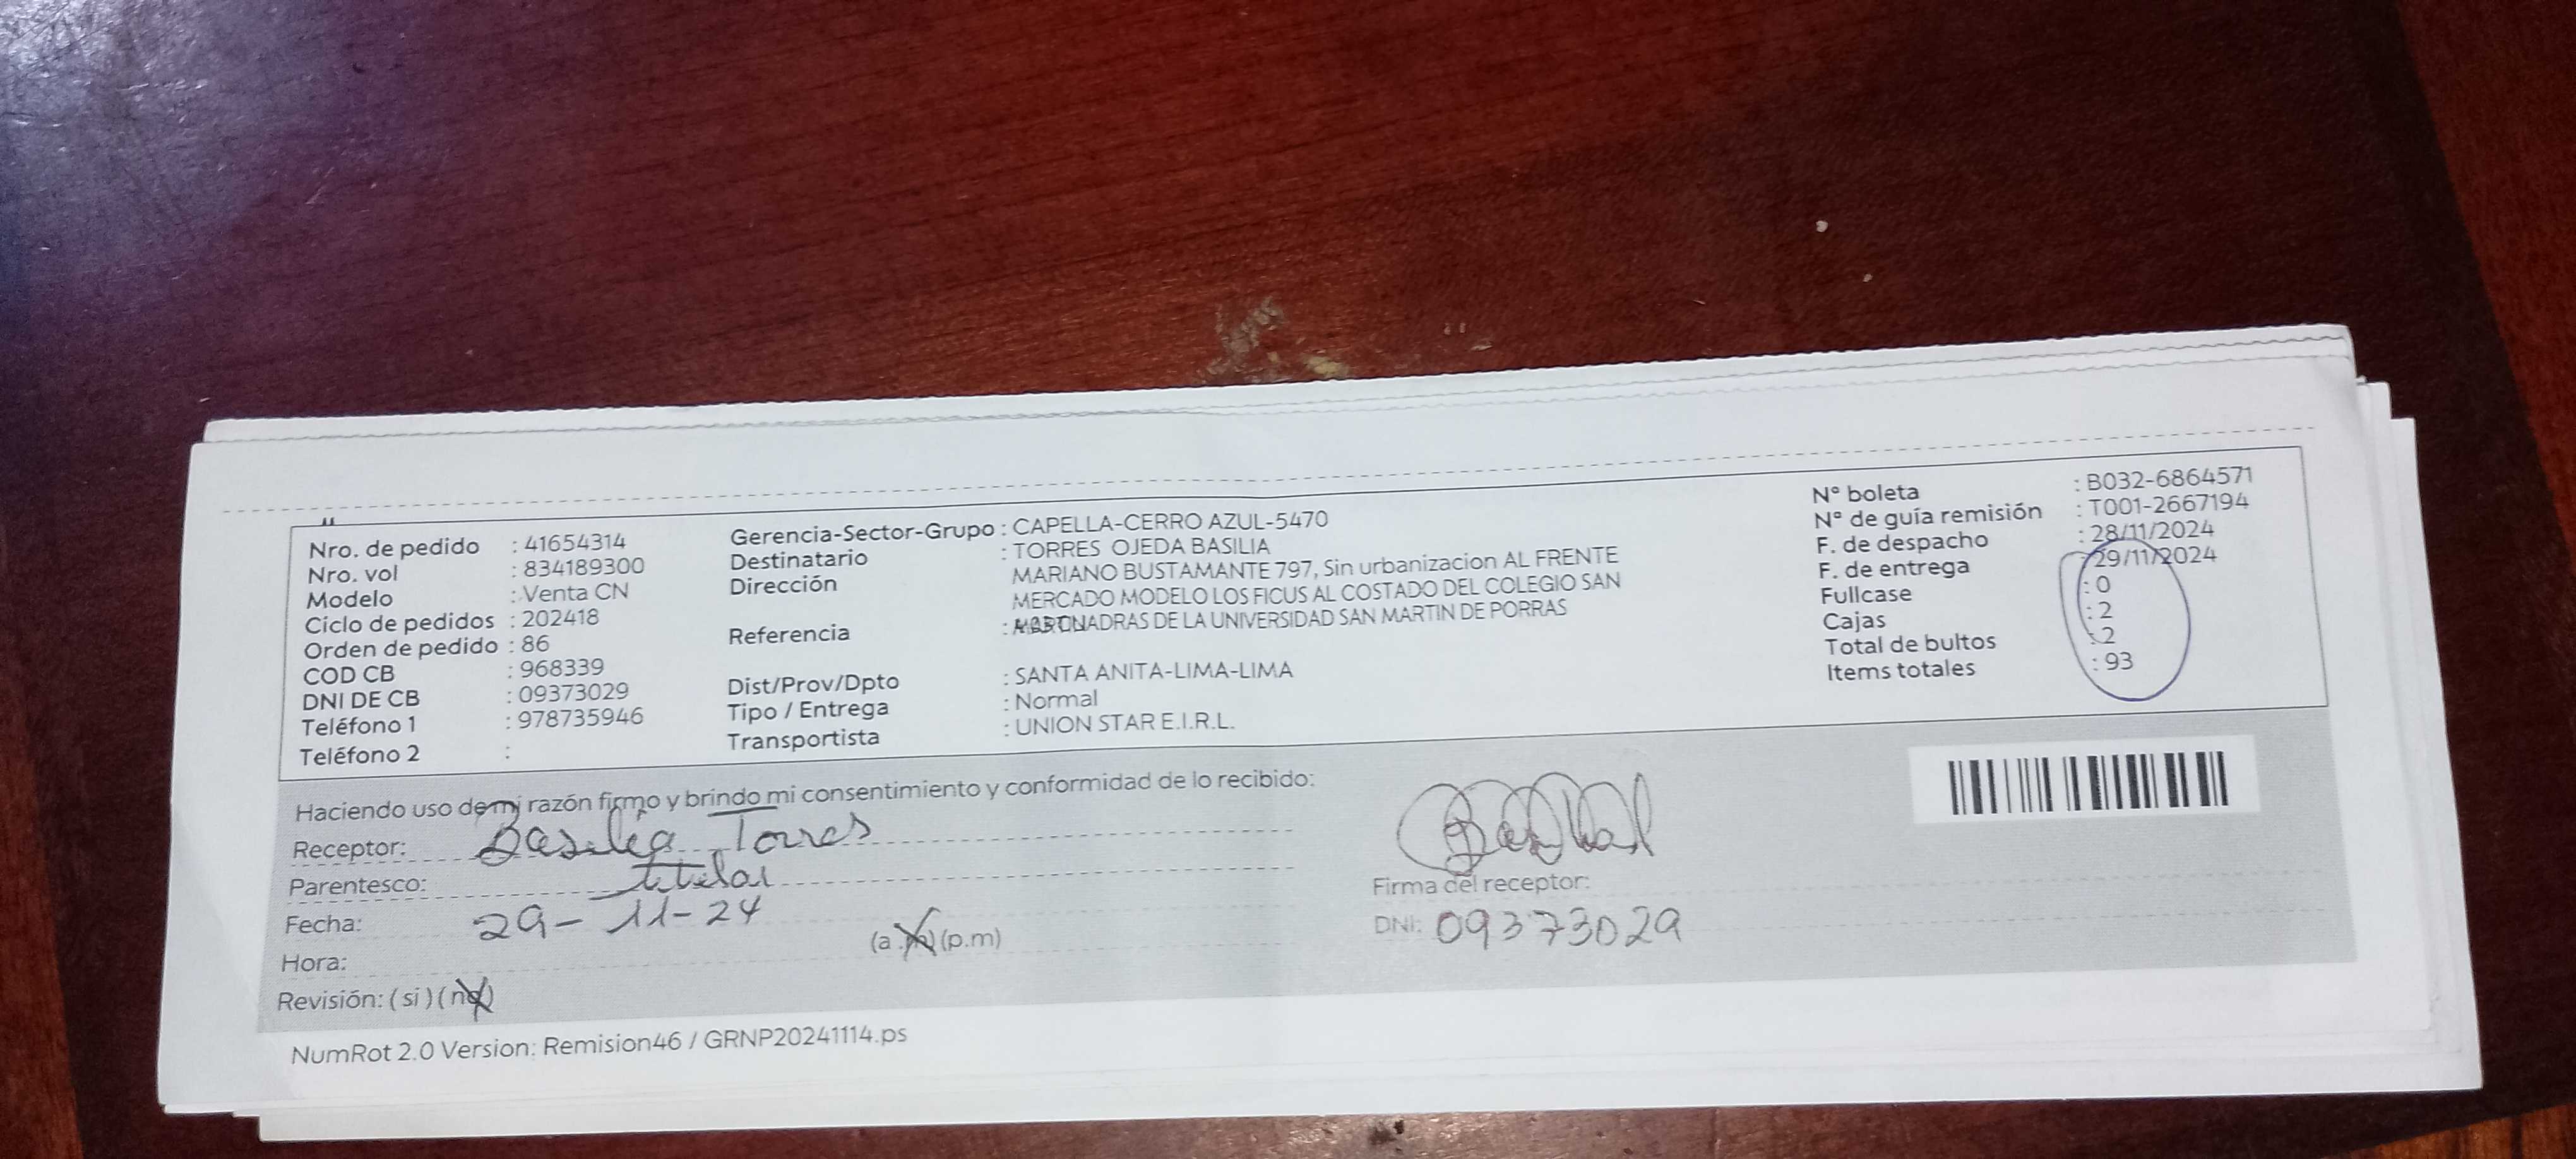 Nro. de pedido : 41654314
Nro. vol : 834189300
Modelo : Venta CN
Ciclo de pedidos : 202418
Orden de pedido : 86
COD CB : 968339
DNI DE CB : 09373029
Teléfono 1 : 978735946
Teléfono 2 :
Gerencia-Sector-Grupo : CAPELLA-CERRO AZUL-5470
Destinatario : TORRES OJEDA BASILIA
Dirección MARIANO BUSTAMANTE 797, Sin urbanizacion AL FRENTE
MERCADO MODELO LOS FICUS AL COSTADO DEL COLEGIO SAN
Referencia : DE LA UNIVERSIDAD SAN MARTIN DE PORRAS
Dist/Prov/Dpto : SANTA ANITA-LIMA-LIMA
Tipo / Entrega : Normal
Transportista : UNION STAR E.I.R.L.
N° boleta : B032-6864571
N° de guía remisión : T001-2667194
F. de despacho : 28/11/2024
F. de entrega : 29/11/2024
Fullcase : 0
Cajas : 2
Total de bultos : 2
Items totales : 93
Haciendo uso de mi razón firmo y brindo mi consentimiento y conformidad de lo recibido:
Receptor: Basilia Torres
Parentesco: titular
Fecha: 29-11-24
Hora: (a.m) (p.m)
Revisión: (si) (no)
Firma del receptor:
DNI: 09373029
NumRot 2.0 Version: Remision46 / GRNP20241114.ps